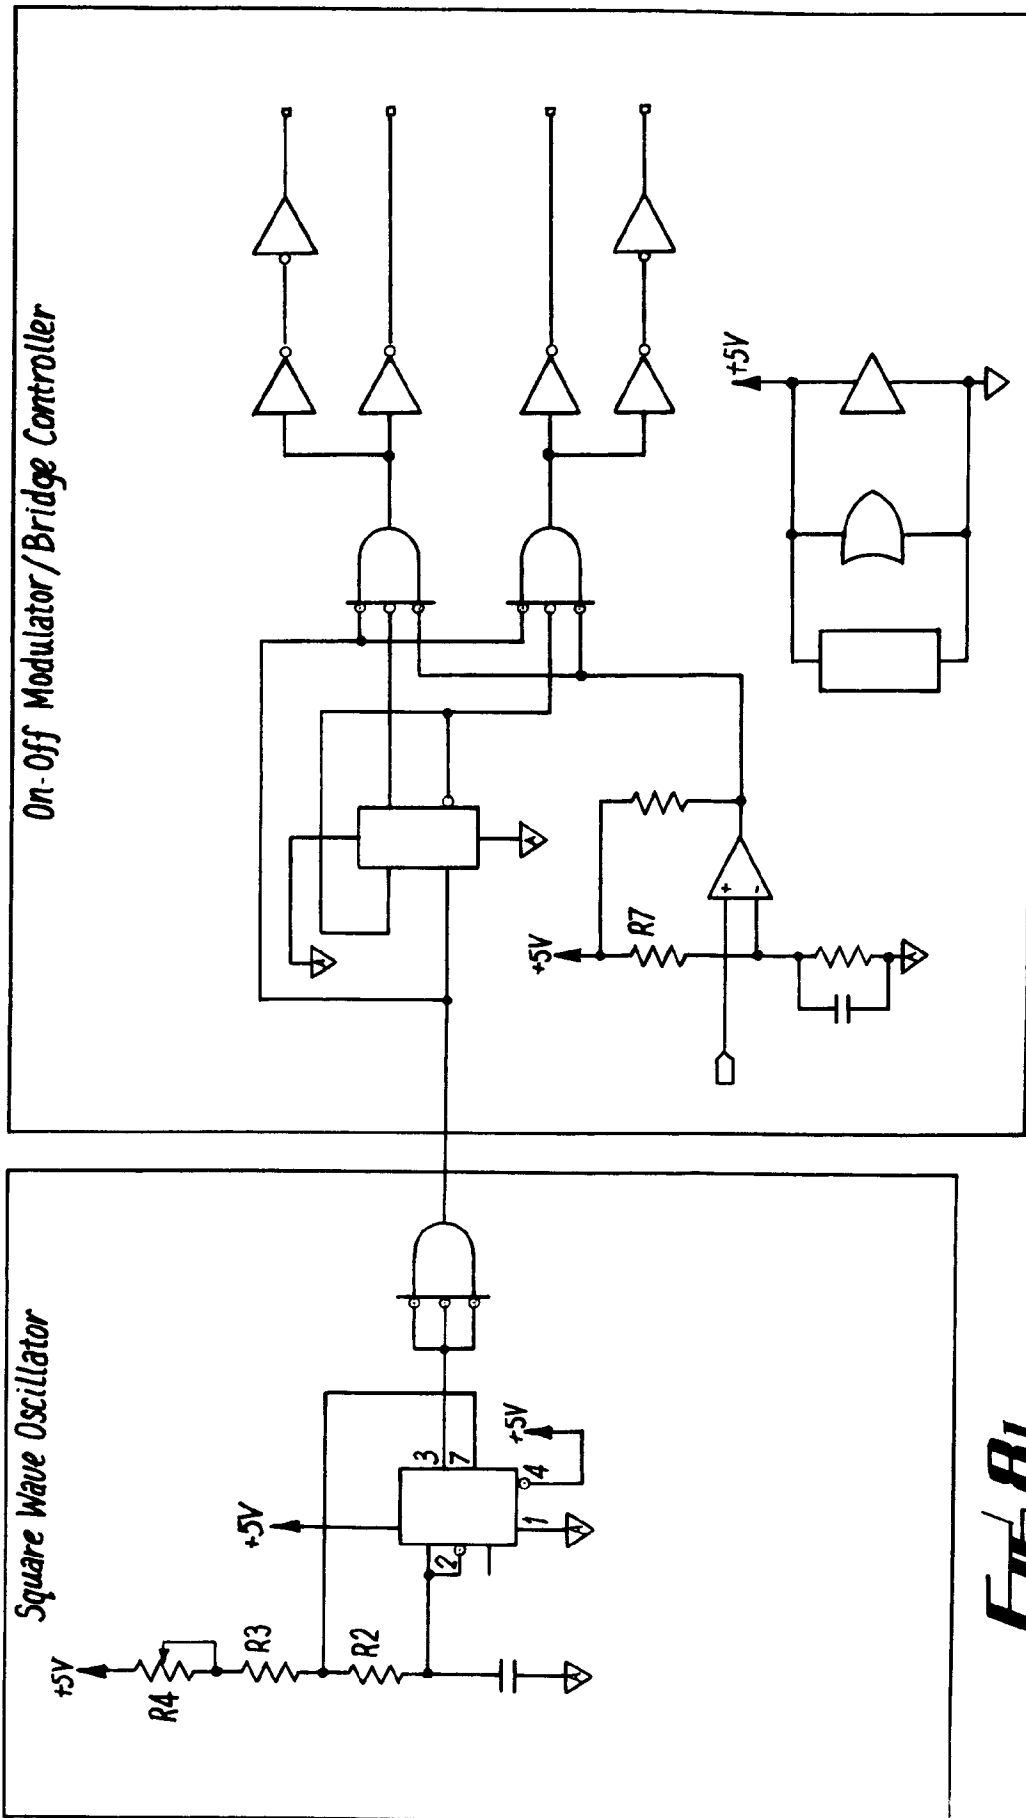 Square Wave Oscillator
+5V
R4
R3
R2
+5V
2
3
7
4
1
+5V
A
A
On-Off Modulator/Bridge Controller
A
A
+5V
R7
+
-
A
+5V